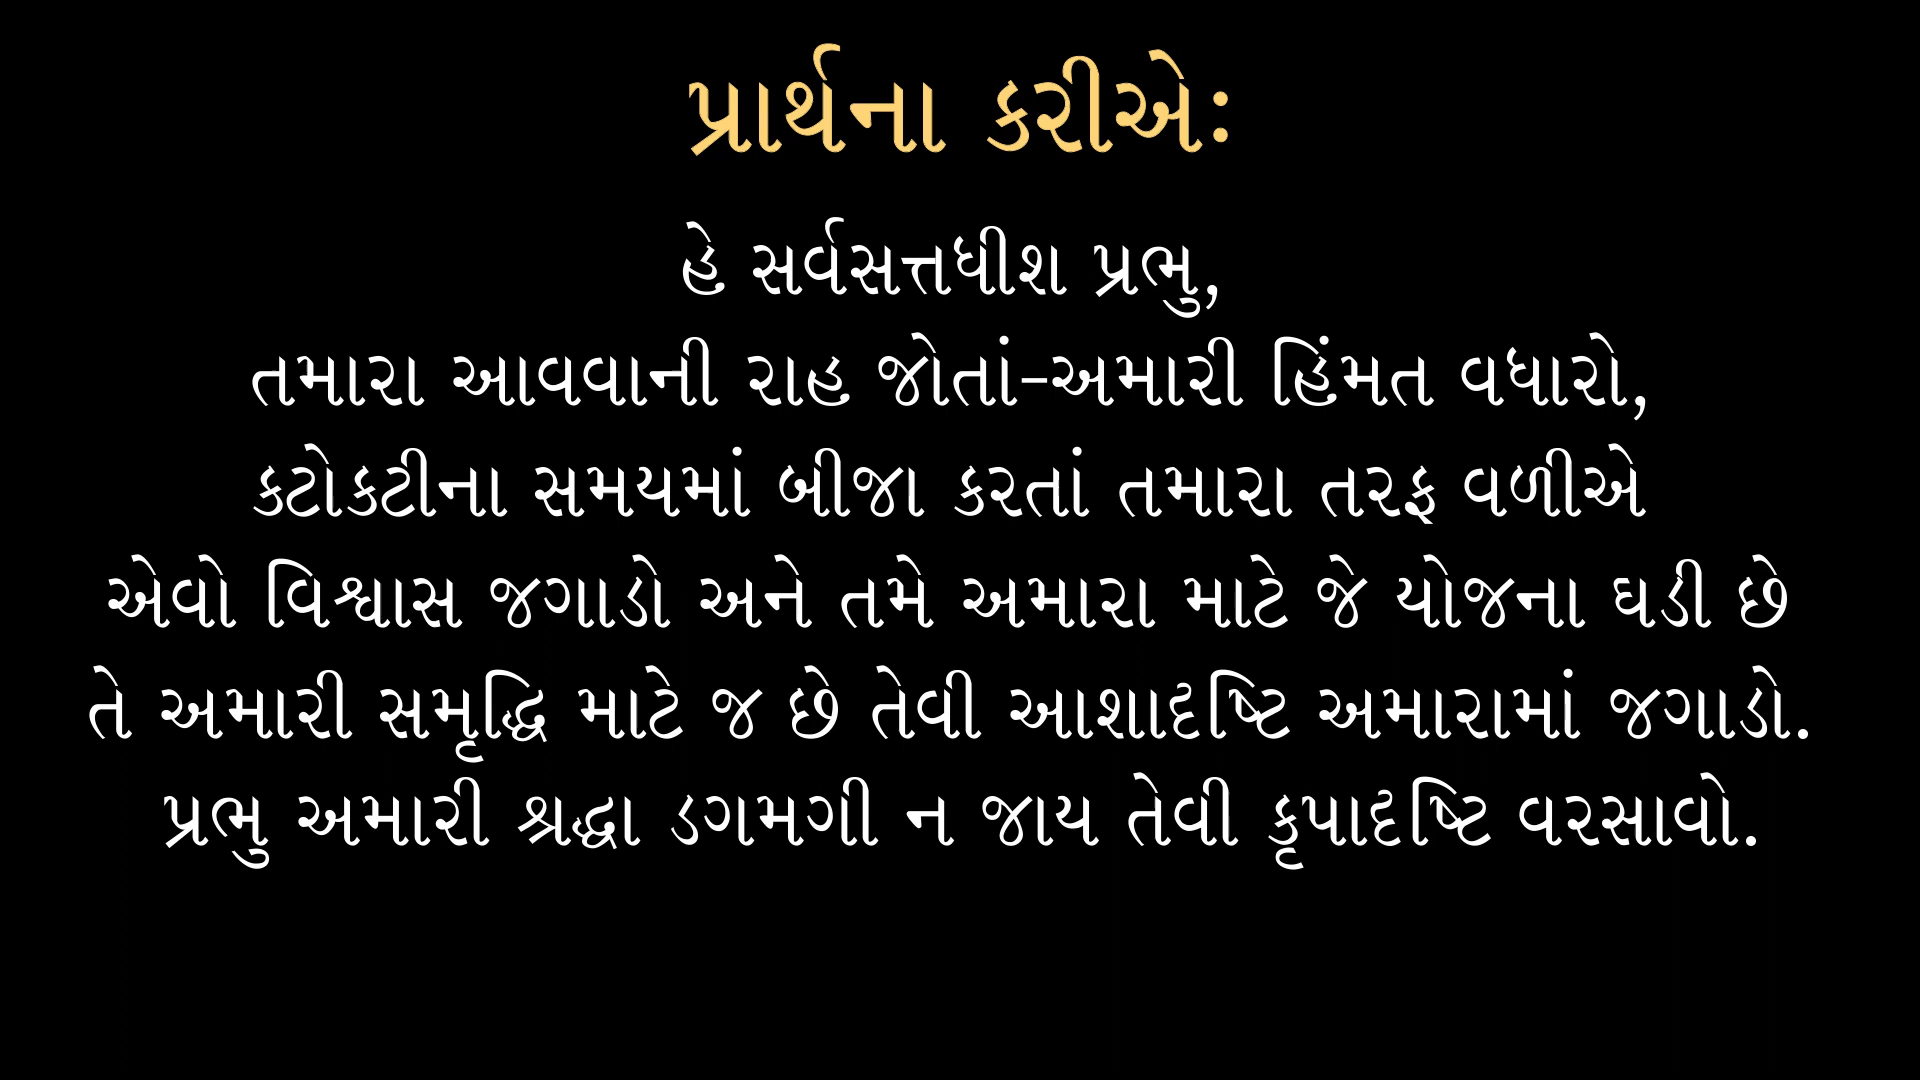 પ્રાર્થના કરીએઃ
હે સર્વસત્તધીશ પ્રભુ,
તમારા આવવાની રાહ જોતાં-અમારી હિંમત વધારો,
કટોકટીના સમયમાં બીજા કરતાં તમારા તરફ વળીએ
એવો વિશ્વાસ જગાડો અને તમે અમારા માટે જે યોજના ઘડી છે
તે અમારી સમૃદ્ધિ માટે જ છે તેવી આશાદૃષ્ટિ અમારામાં જગાડો.
પ્રભુ અમારી શ્રદ્ધા ડગમગી ન જાય તેવી કૃપાદૃષ્ટિ વરસાવો.